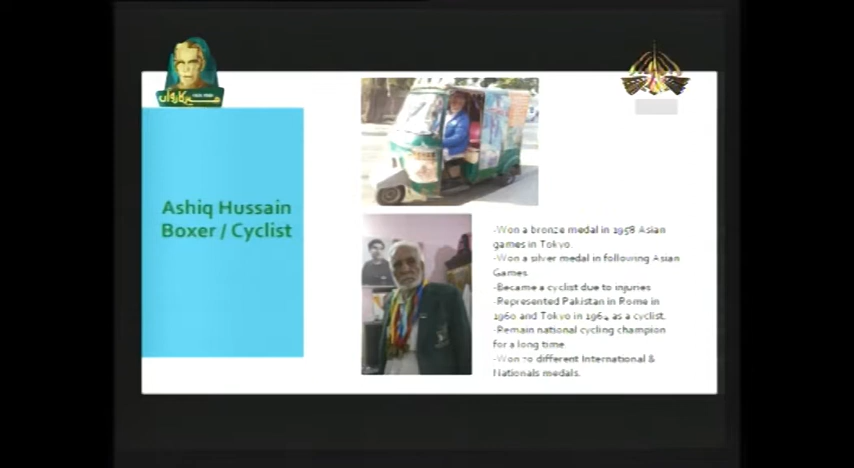 میرکارواں
Ashiq Hussain
Boxer / Cyclist
-Won a bronze medal in 1958 Asian
games in Tokyo.
-Won a silver medal in following Asian
Games.
-Became a cyclist due to injuries
-Represented Pakistan in Rome in
1960 and Tokyo in 1964 as a cyclist.
-Remain national cycling champion
for a long time.
-Won different International &
Nationals medals.